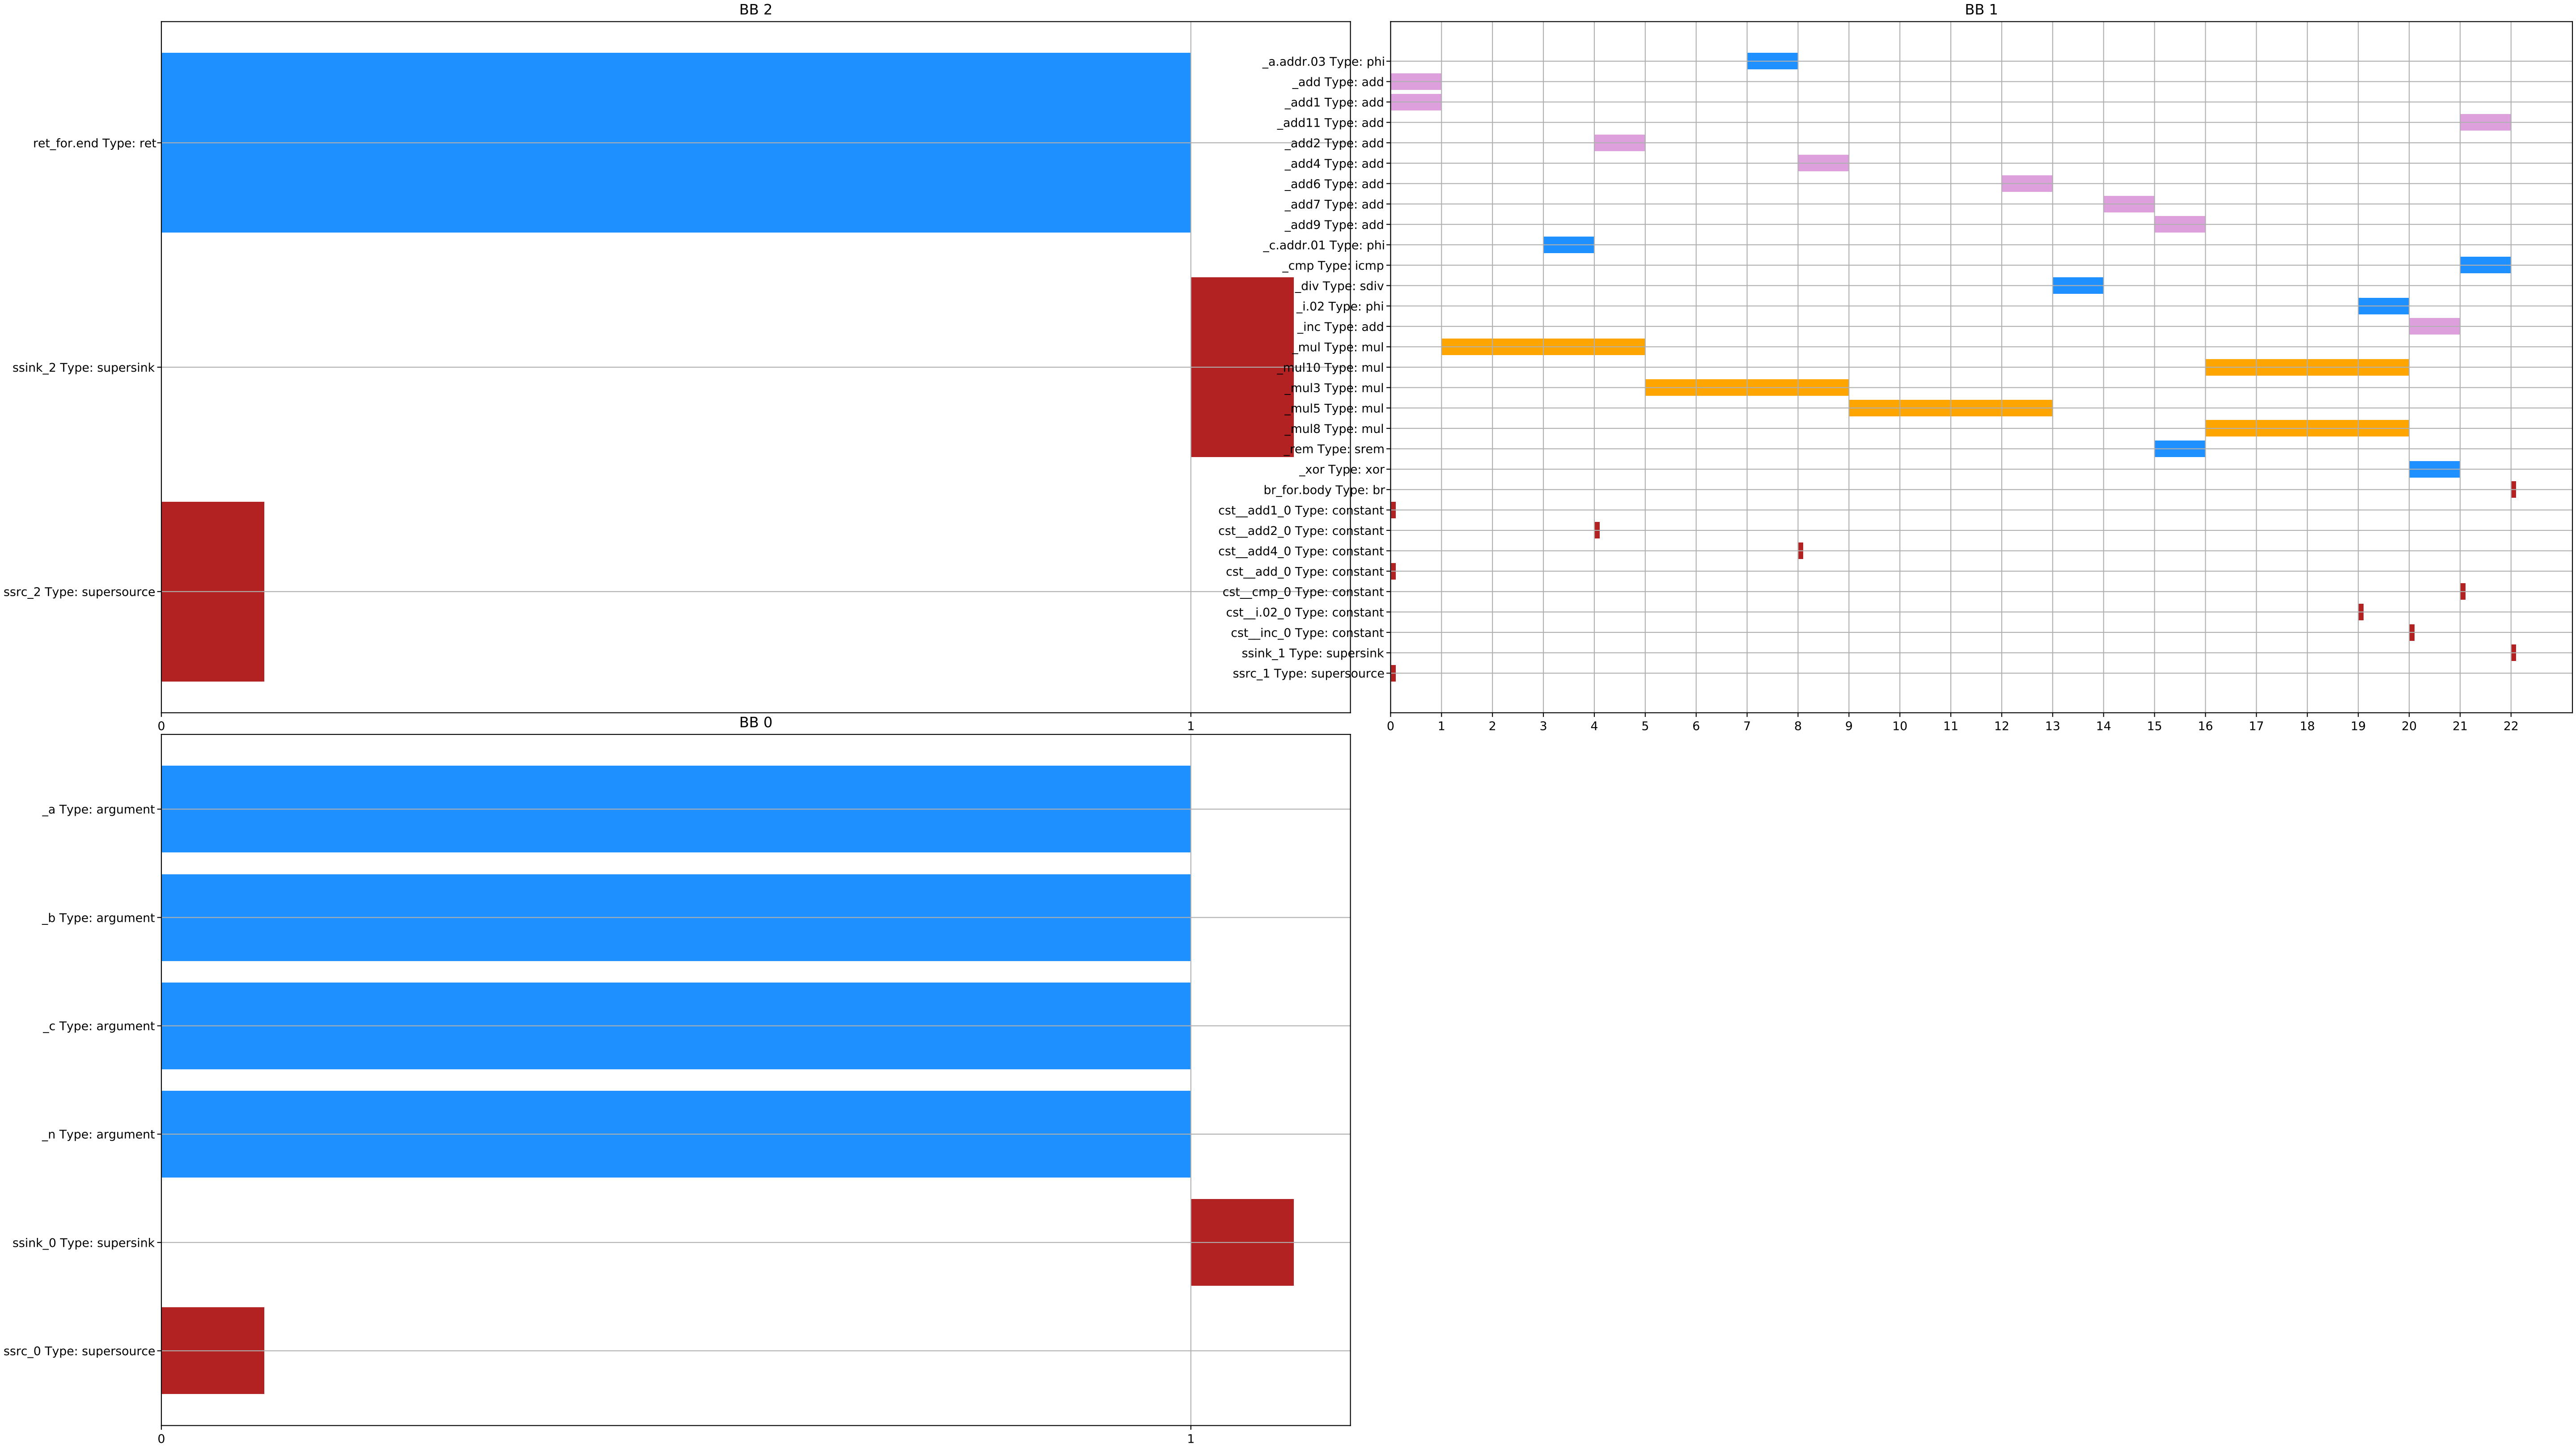 BB 2
ret_for.end Type: ret
ssink_2 Type: supersink
ssrc_2 Type: supersource
0 1
BB 1
_a.addr.03 Type: phi
_add Type: add
_add1 Type: add
_add11 Type: add
_add2 Type: add
_add4 Type: add
_add6 Type: add
_add7 Type: add
_add9 Type: add
_c.addr.01 Type: phi
_cmp Type: icmp
_div Type: sdiv
_i.02 Type: phi
_inc Type: add
_mul Type: mul
_mul10 Type: mul
_mul3 Type: mul
_mul5 Type: mul
_mul8 Type: mul
_rem Type: srem
_xor Type: xor
br_for.body Type: br
cst__add1_0 Type: constant
cst__add2_0 Type: constant
cst__add4_0 Type: constant
cst__add_0 Type: constant
cst__cmp_0 Type: constant
cst__i.02_0 Type: constant
cst__inc_0 Type: constant
ssink_1 Type: supersink
ssrc_1 Type: supersource
0 1 2 3 4 5 6 7 8 9 10 11 12 13 14 15 16 17 18 19 20 21 22
BB 0
_a Type: argument
_b Type: argument
_c Type: argument
_n Type: argument
ssink_0 Type: supersink
ssrc_0 Type: supersource
0 1